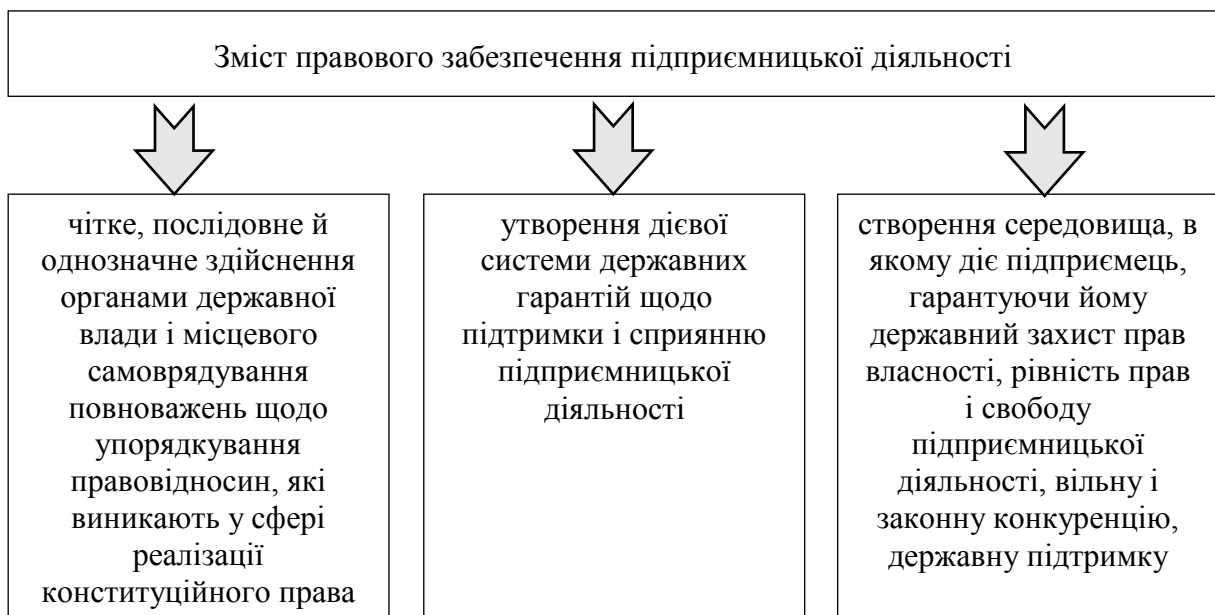 Зміст правового забезпечення підприємницької діяльності
чітке, послідовне й
однозначне здійснення
органами державної
влади і місцевого
самоврядування
повноважень щодо
упорядкування
правовідносин, які
виникають у сфері
реалізації
конституційного права
утворення дієвої
системи державних
гарантій щодо
підтримки і сприянню
підприємницької
діяльності
створення середовища, в
якому діє підприємець,
гарантуючи йому
державний захист прав
власності, рівність прав
і свободу
підприємницької
діяльності, вільну і
законну конкуренцію,
державну підтримку